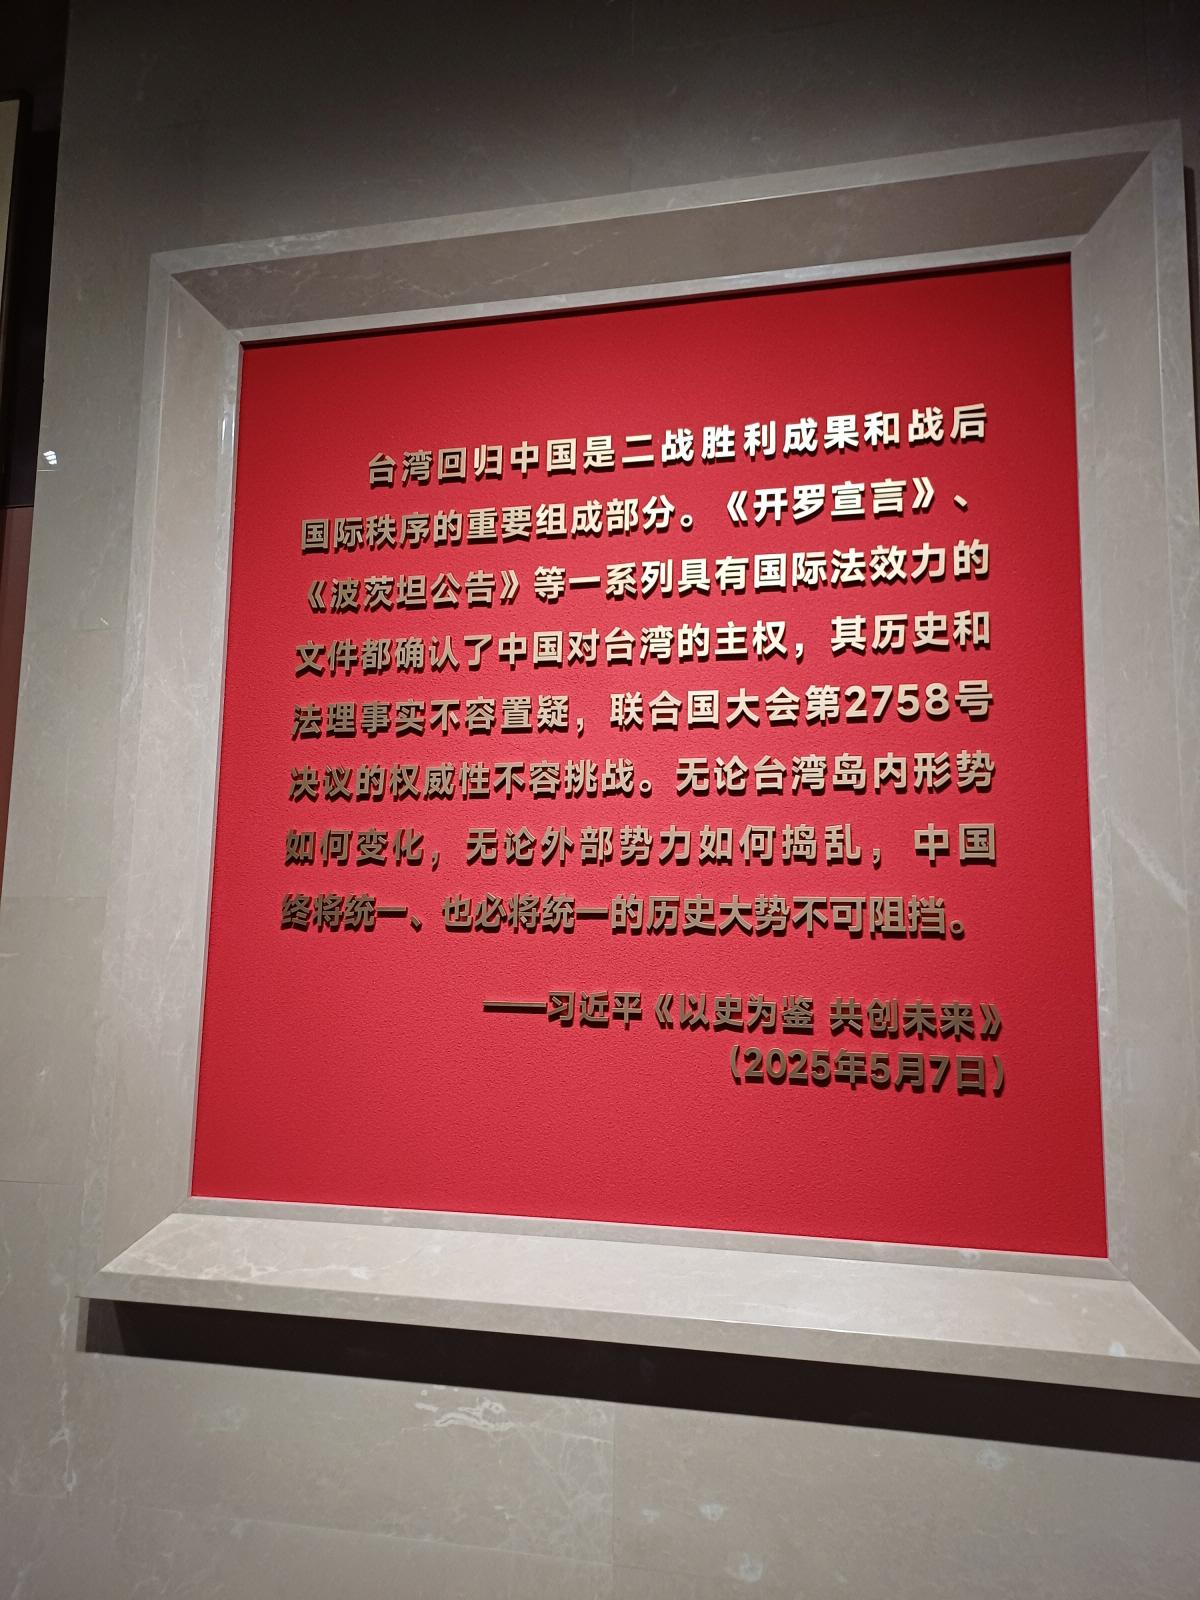 台湾回归中国是二战胜利成果和战后
国际秩序的重要组成部分。《开罗宣言》、
《波茨坦公告》等一系列具有国际法效力的
文件都确认了中国对台湾的主权，其历史和
法理事实不容置疑，联合国大会第2758号
决议的权威性不容挑战。无论台湾岛内形势
如何变化，无论外部势力如何捣乱，中国
终将统一、也必将统一的历史大势不可阻挡。
——习近平《以史为鉴 共创未来》
（2025年5月7日）